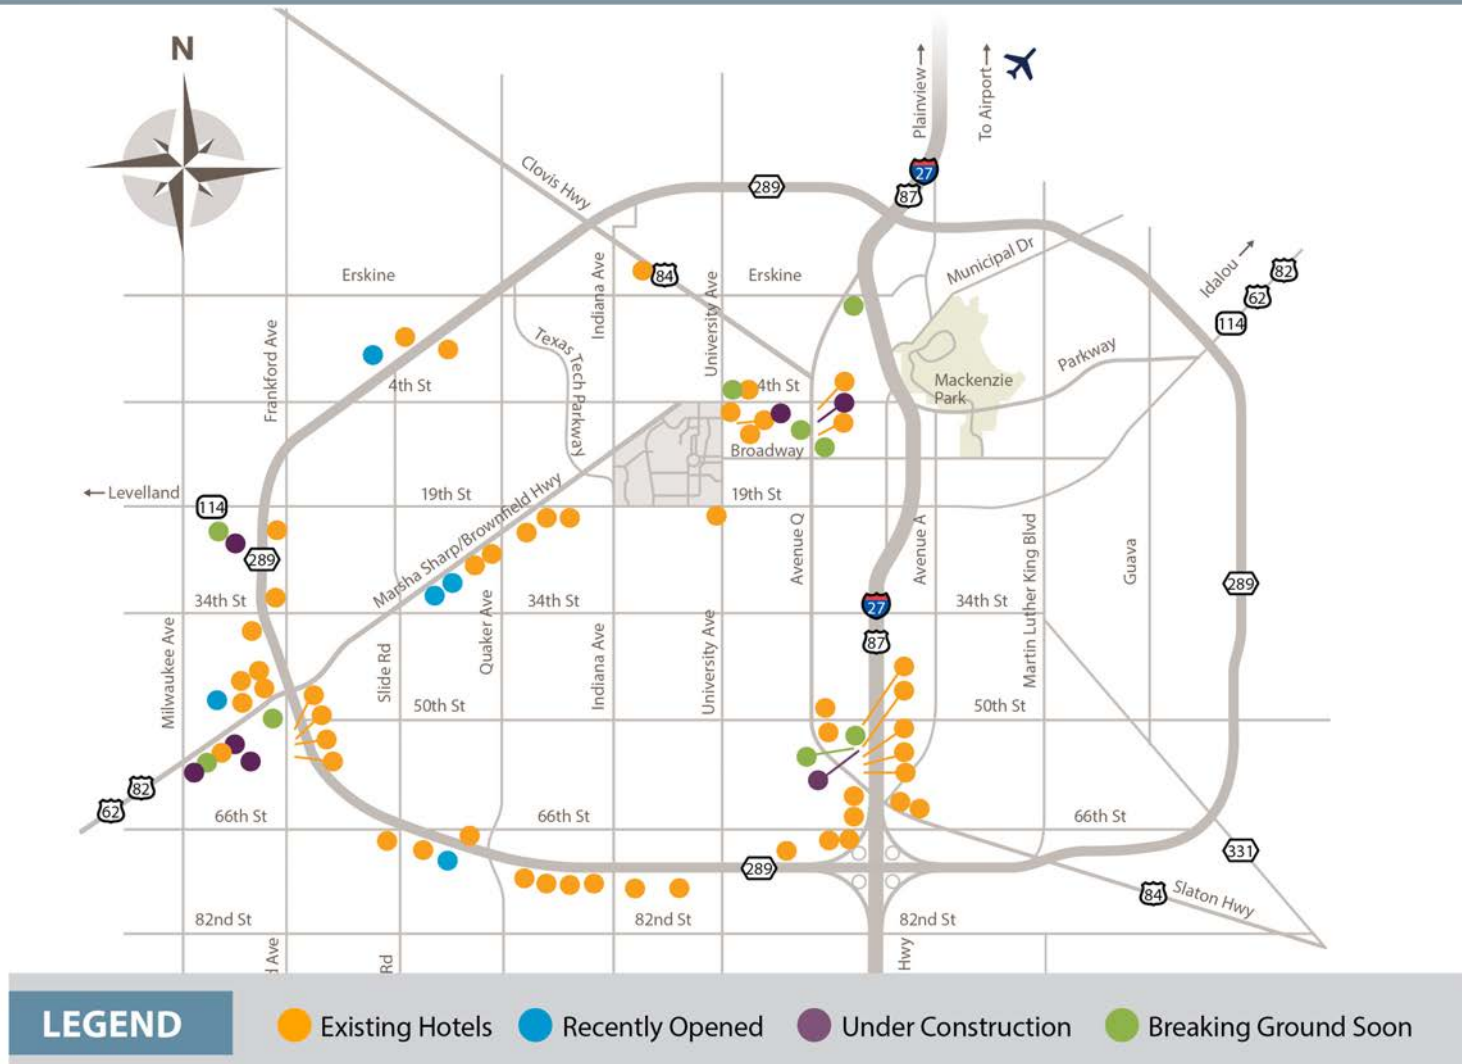 N
Plainview
To Airport
27
87
289
Clovis Hwy
Municipal Dr
Idalou
82
62
114
Erskine
Indiana Ave
84
University Ave
Erskine
Frankford Ave
Texas Tech Parkway
4th St
4th St
Mackenzie
Park
Parkway
Broadway
Levelland
114
19th St
19th St
Marsha Sharp/Brownfield Hwy
Avenue Q
Avenue A
Martin Luther King Blvd
Guava
289
289
34th St
34th St
27
34th St
87
Milwaukee Ave
Slide Rd
Quaker Ave
Indiana Ave
University Ave
50th St
50th St
82
62
66th St
66th St
66th St
289
331
84
Slaton Hwy
82nd St
82nd St
82nd St
d Ave
Rd
Hwy
LEGEND
Existing Hotels
Recently Opened
Under Construction
Breaking Ground Soon